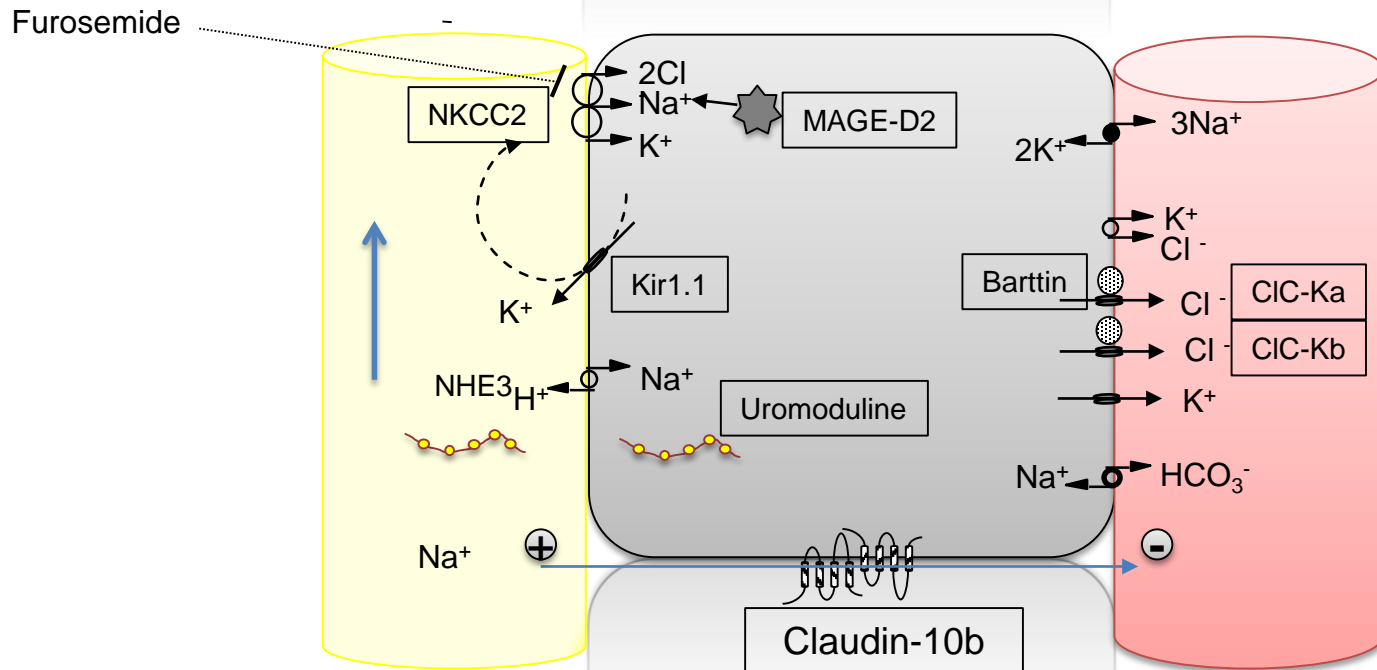 Furosemide
-
2Cl
Na⁺
K⁺
NKCC2
MAGE-D2
3Na⁺
2K⁺
K⁺
Cl ⁻
Kir1.1
K⁺
Barttin
Cl ⁻
ClC-Ka
Cl ⁻
ClC-Kb
K⁺
NHE3
H⁺
Na⁺
Uromoduline
Na⁺
HCO₃⁻
Na⁺
+
-
Claudin-10b